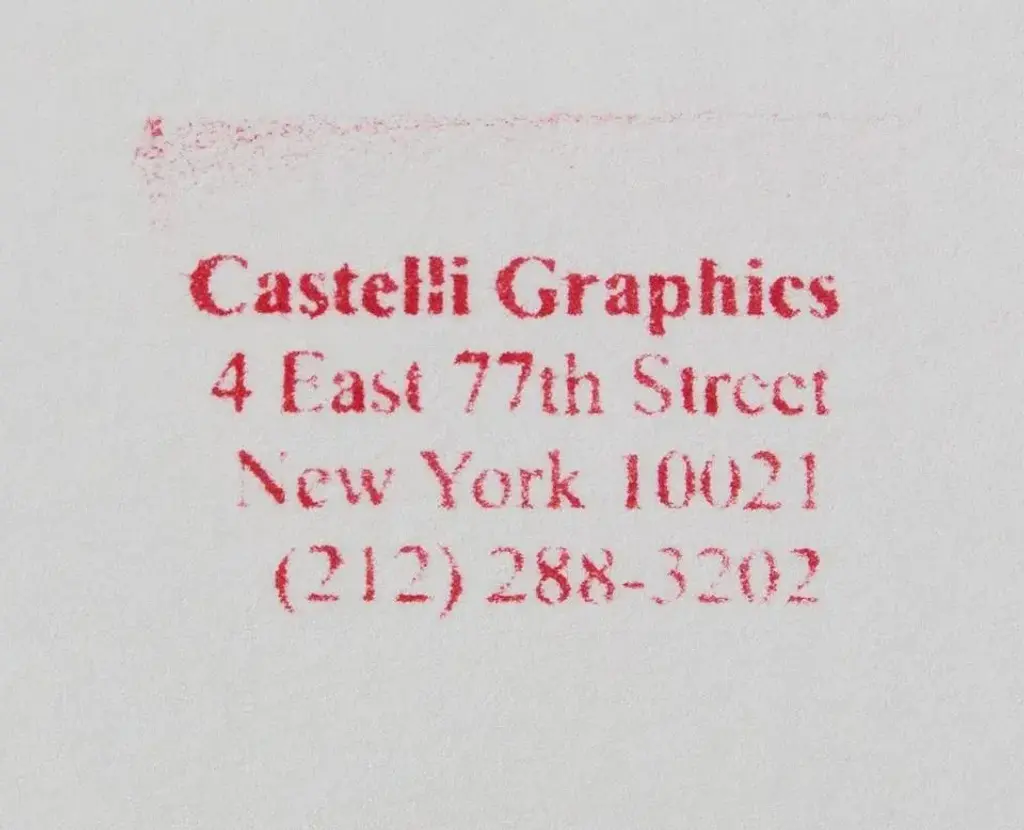 Castelli Graphics
4 East 77th Street
New York 10021
(212) 288-3202